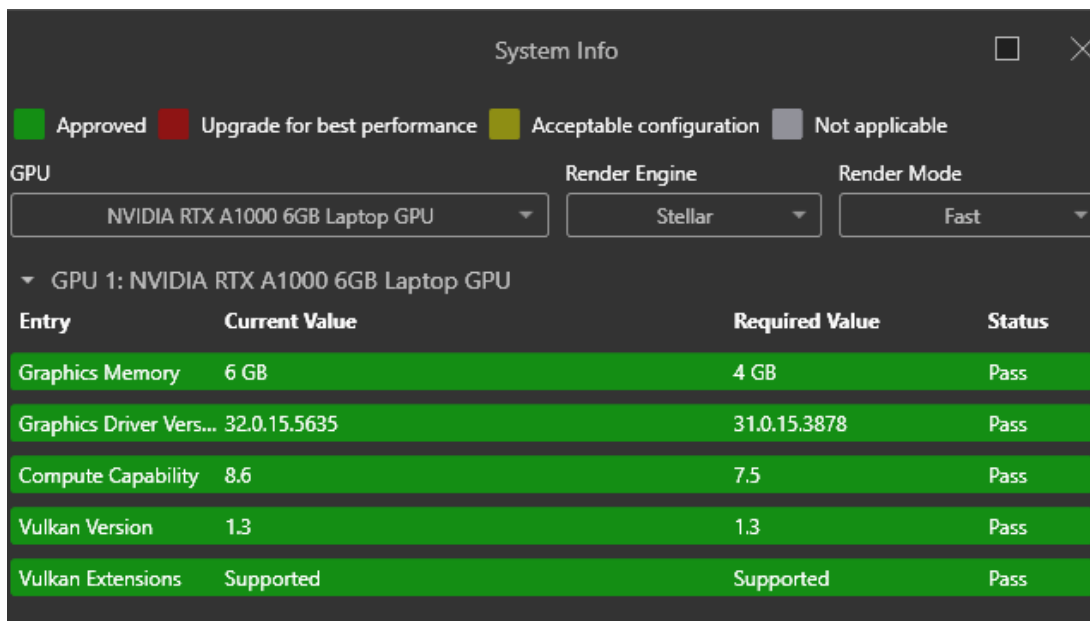 System Info
Approved Upgrade for best performance Acceptable configuration Not applicable
GPU Render Engine Render Mode
NVIDIA RTX A1000 6GB Laptop GPU Stellar Fast
GPU 1: NVIDIA RTX A1000 6GB Laptop GPU
Entry Current Value Required Value Status
Graphics Memory 6 GB 4 GB Pass
Graphics Driver Vers... 32.0.15.5635 31.0.15.3878 Pass
Compute Capability 8.6 7.5 Pass
Vulkan Version 1.3 1.3 Pass
Vulkan Extensions Supported Supported Pass